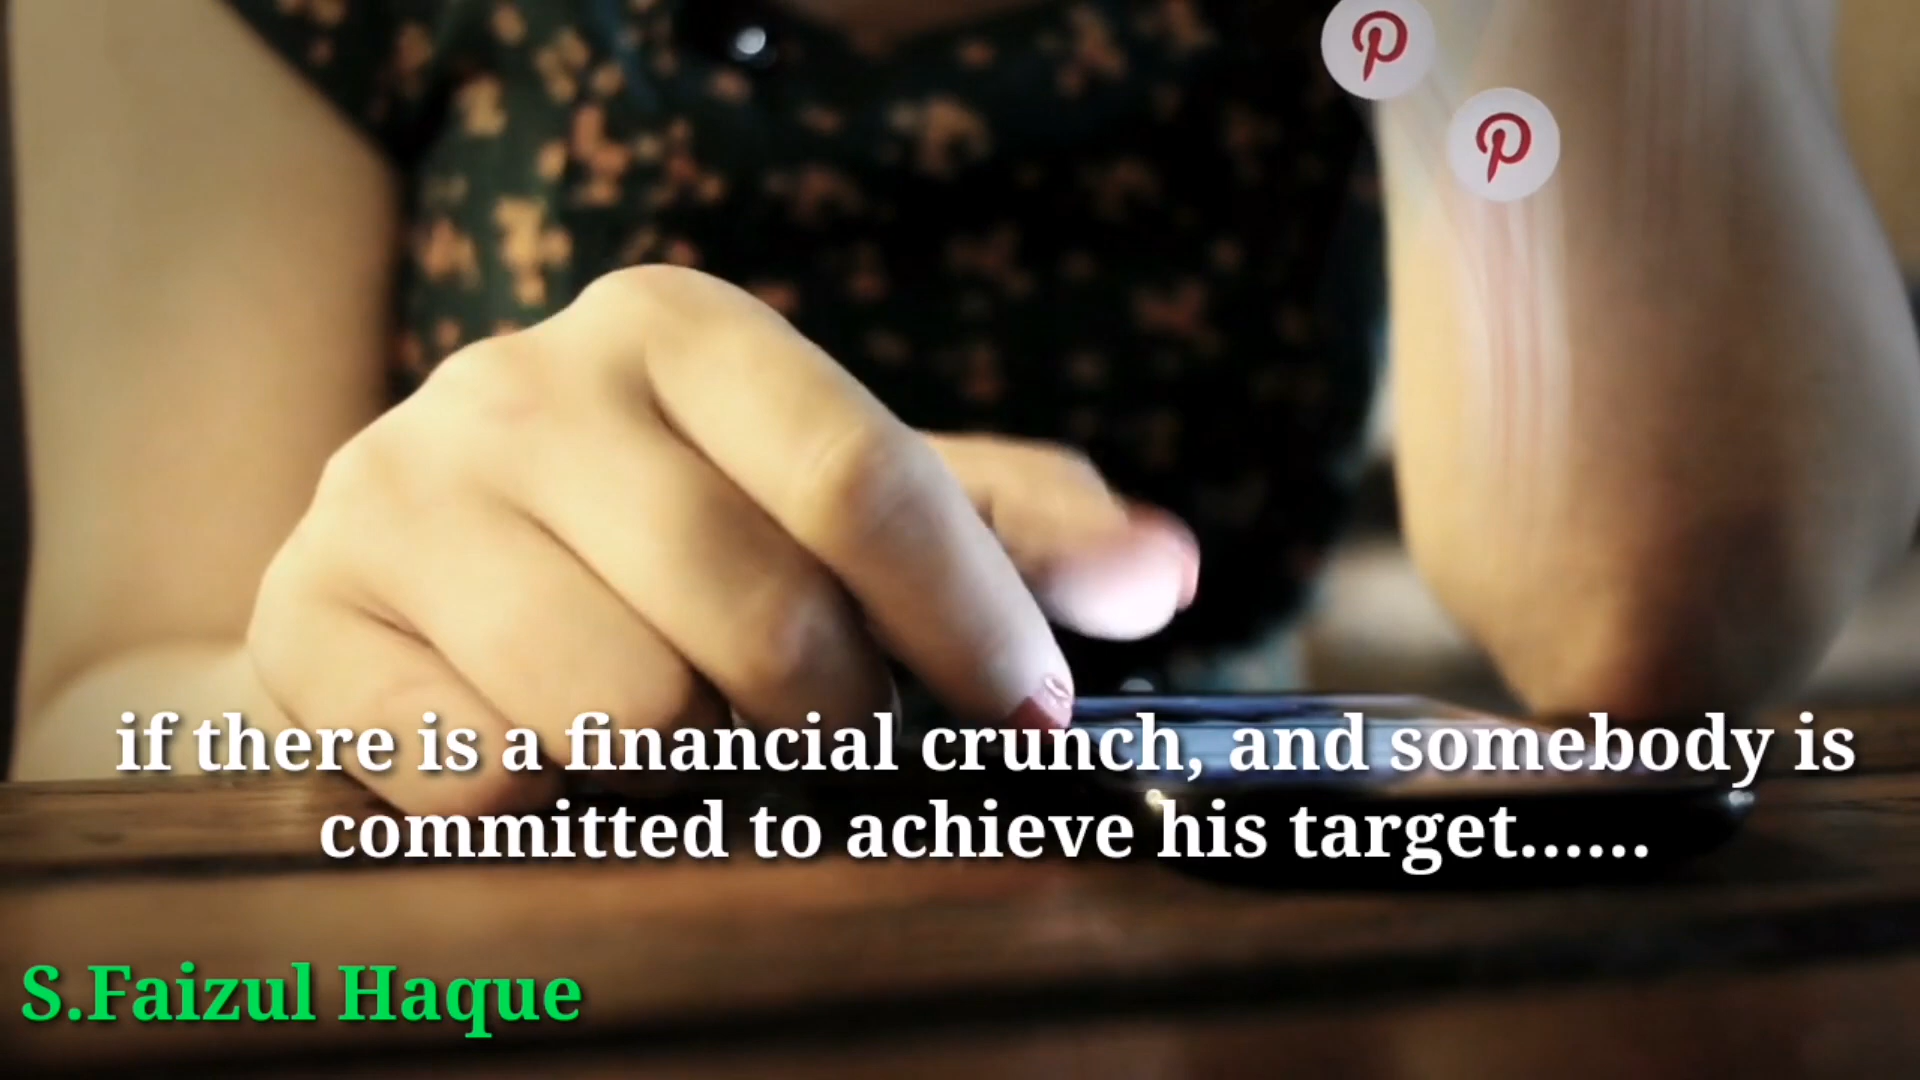 if there is a financial crunch, and somebody is
committed to achieve his target......
S.Faizul Haque